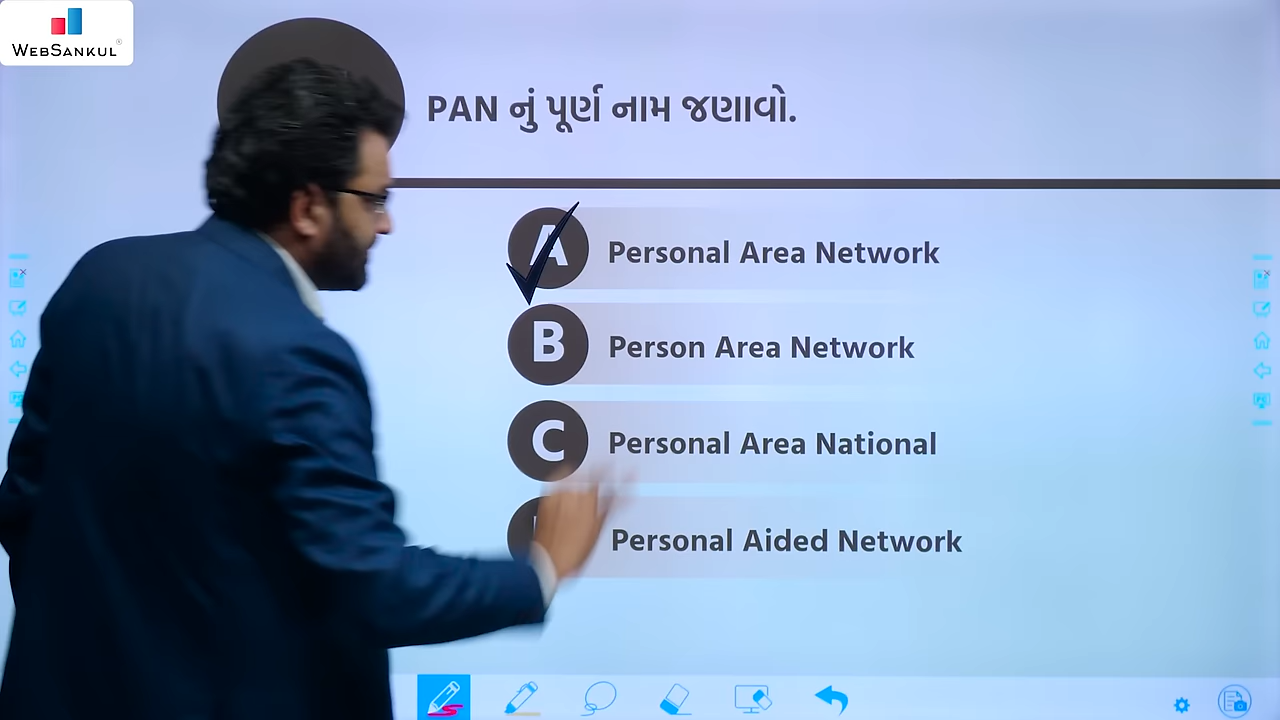 WEBSANKUL
PAN નું પૂર્ણ નામ જણાવો.
A Personal Area Network
B Person Area Network
C Personal Area National
Personal Aided Network